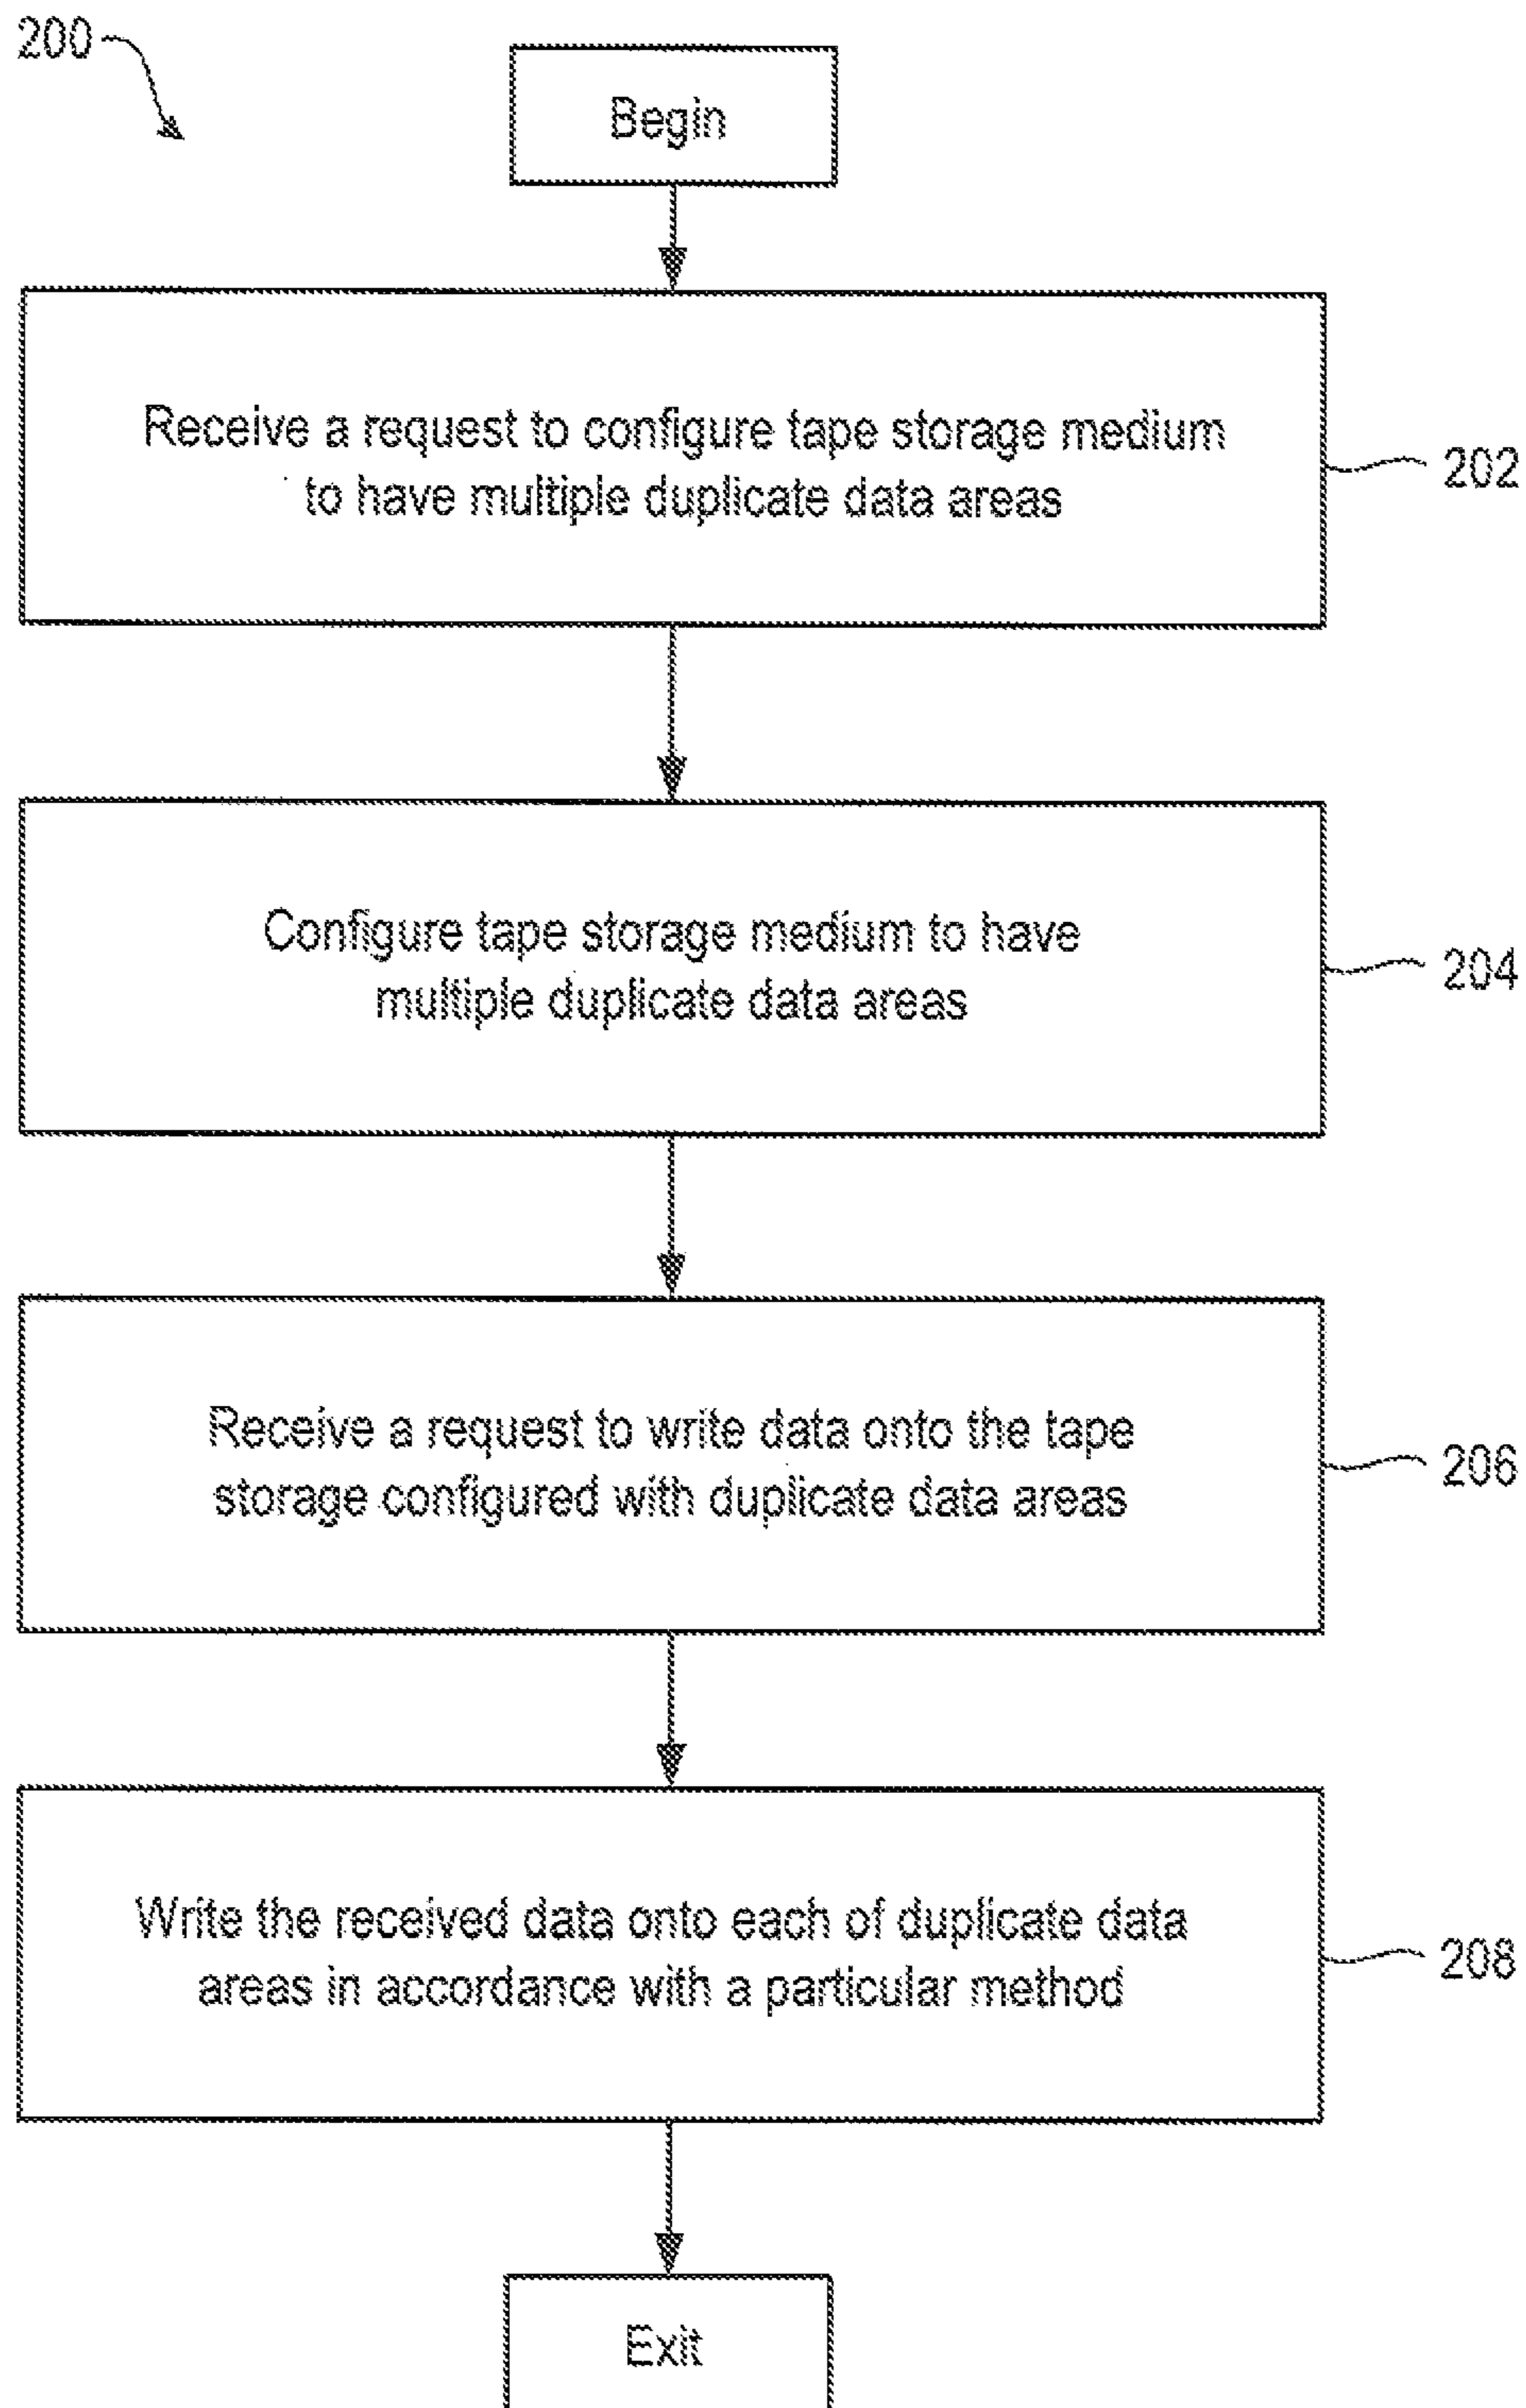 200
Begin
Receive a request to configure tape storage medium
to have multiple duplicate data areas
202
Configure tape storage medium to have
multiple duplicate data areas
204
Receive a request to write data onto the tape
storage configured with duplicate data areas
206
Write the received data onto each of duplicate data
areas in accordance with a particular method
208
Exit